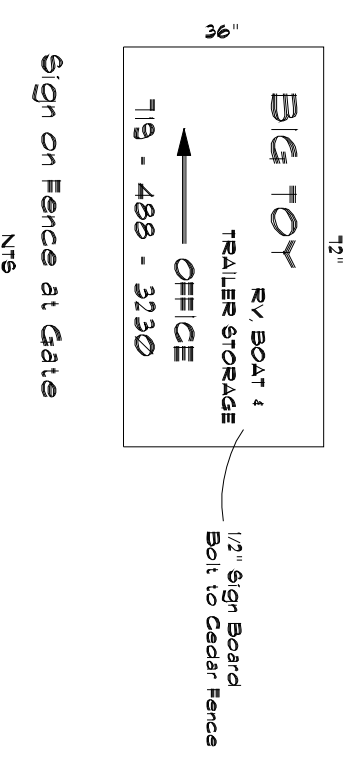 72"
36"
BIG TOY
RV, BOAT &
TRAILER STORAGE
OFFICE
719 - 488 - 3230
1/2" Sign Board
Bolt to Cedar Fence
Sign on Fence at Gate
NTS